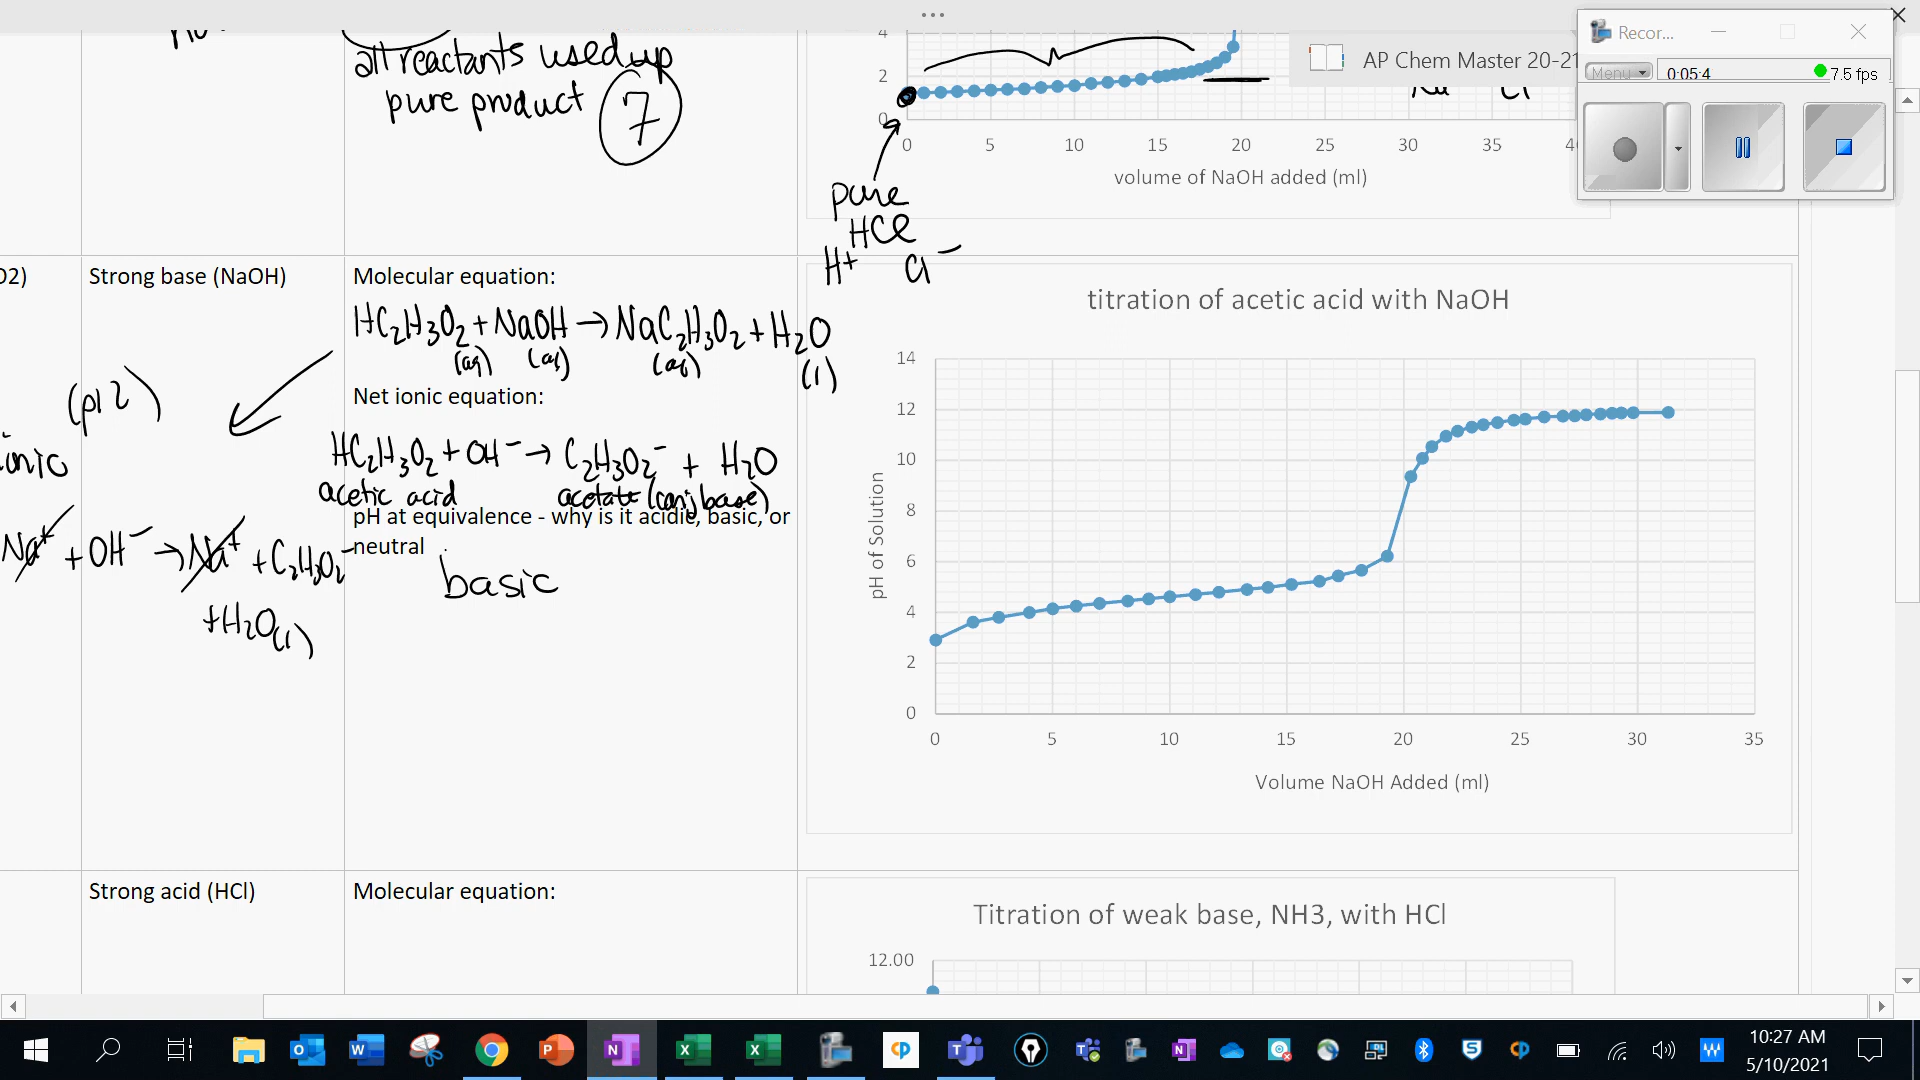 all reactants used up
pure product
7
4
2
0
0 5 10 15 20 30 35 4
volume of NaOH added (ml)
pure
HCl
H+ Cl-
AP Chem Master 20-21
Recor...
Menu
0:05:4
7.5 fps
O2)
Strong base (NaOH)
Molecular equation:
HC2H3O2 + NaOH → NaC2H3O2 + H2O
(aq) (aq) (aq) (l)
Net ionic equation:
HC2H3O2 + OH- → C2H3O2- + H2O
acetic acid acetate (conj base)
pH at equivalence - why is it acidic, basic, or
neutral
basic
(pt 2)
ionic
Na+ + OH- → Na+ + C2H3O2-
+ H2O(l)
titration of acetic acid with NaOH
14
12
10
8
6
4
2
0
pH of Solution
0 5 10 15 20 25 30 35
Volume NaOH Added (ml)
Strong acid (HCl)
Molecular equation:
Titration of weak base, NH3, with HCl
12.00
10:27 AM
5/10/2021